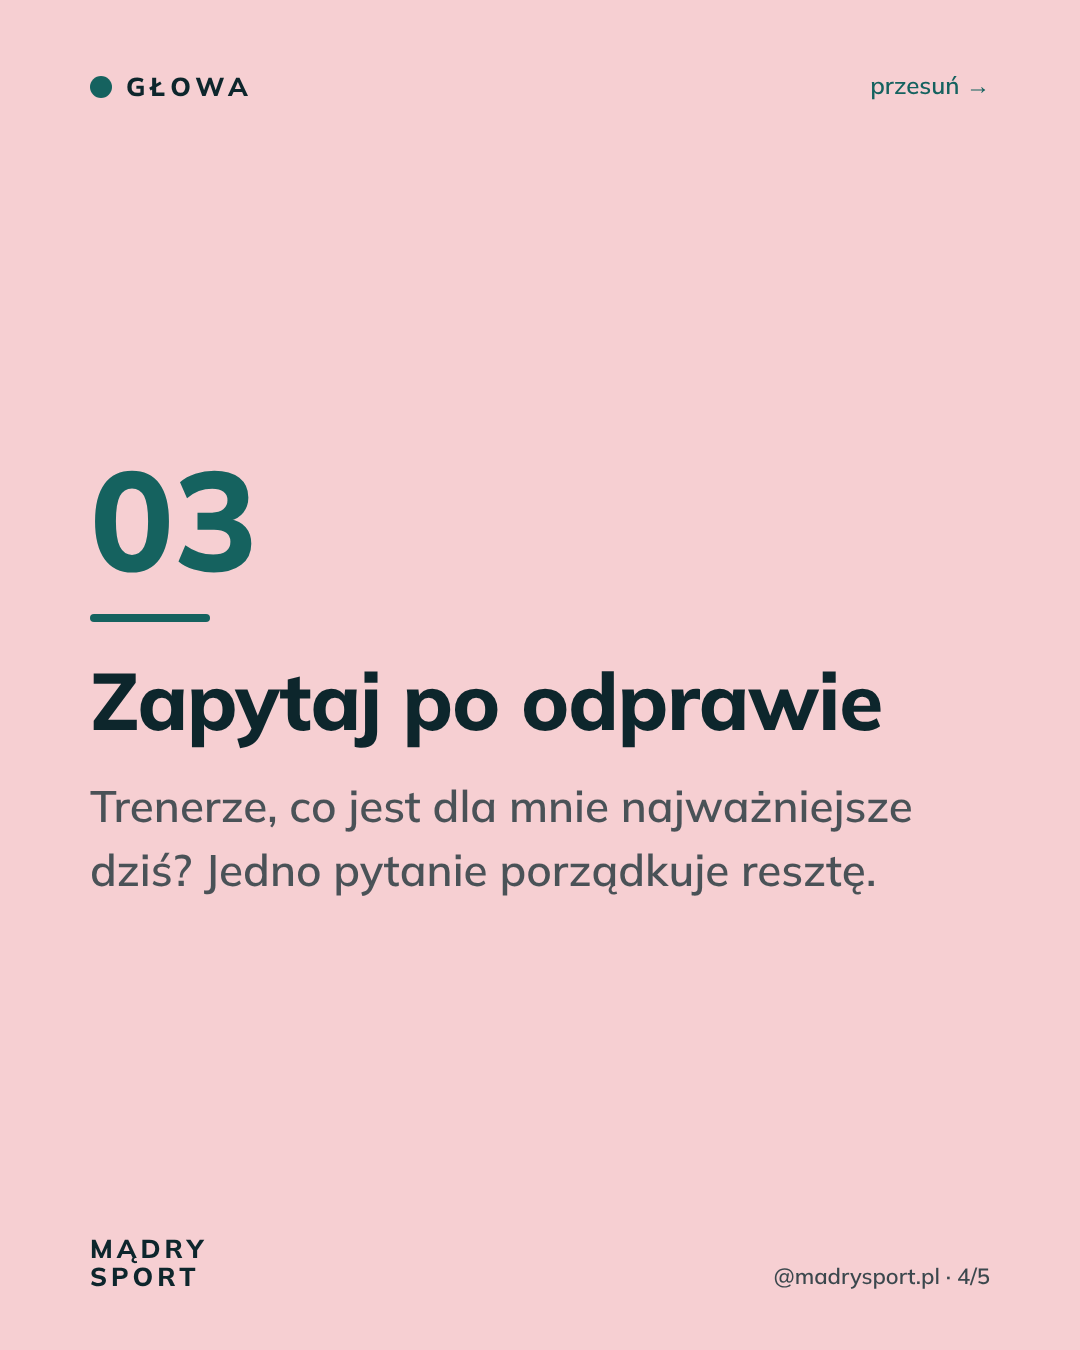 GŁOWA
przesuń →
03
Zapytaj po odprawie
Trenerze, co jest dla mnie najważniejsze
dziś? Jedno pytanie porządkuje resztę.
MĄDRY
SPORT
@madrysport.pl · 4/5